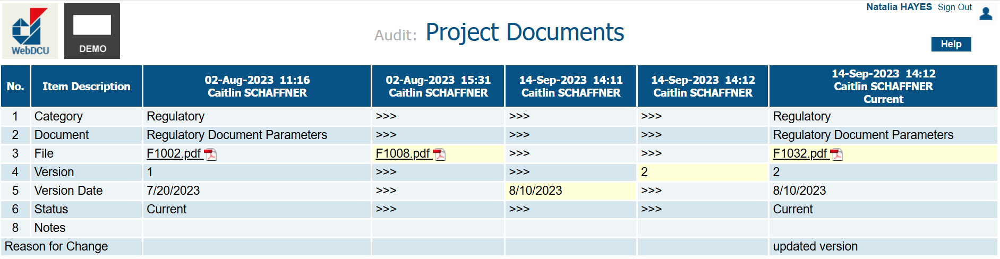 Natalia HAYES Sign Out
WebDCU
DEMO
Audit: Project Documents
Help
No. Item Description 02-Aug-2023 11:16 Caitlin SCHAFFNER 02-Aug-2023 15:31 Caitlin SCHAFFNER 14-Sep-2023 14:11 Caitlin SCHAFFNER 14-Sep-2023 14:12 Caitlin SCHAFFNER 14-Sep-2023 14:12 Caitlin SCHAFFNER Current
1 Category Regulatory >>> >>> >>> Regulatory
2 Document Regulatory Document Parameters >>> >>> >>> Regulatory Document Parameters
3 File F1002.pdf F1008.pdf >>> >>> F1032.pdf
4 Version 1 >>> >>> 2 2
5 Version Date 7/20/2023 >>> 8/10/2023 >>> 8/10/2023
6 Status Current >>> >>> >>> Current
8 Notes
Reason for Change updated version